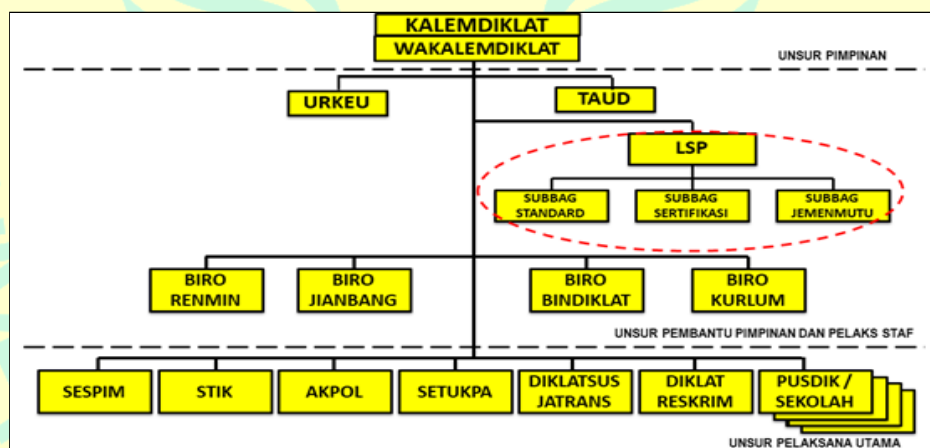 KALEMDIKLAT
WAKALEMDIKLAT
UNSUR PIMPINAN
URKEU
TAUD
LSP
SUBBAG
STANDARD
SUBBAG
SERTIFIKASI
SUBBAG
JEMENMUTU
BIRO
RENMIN
BIRO
JIANBANG
BIRO
BINDIKLAT
BIRO
KURLUM
UNSUR PEMBANTU PIMPINAN DAN PELAKS STAF
SESPIM
STIK
AKPOL
SETUKPA
DIKLATSUS
JATRANS
DIKLAT
RESKRIM
PUSDIK /
SEKOLAH
UNSUR PELAKSANA UTAMA